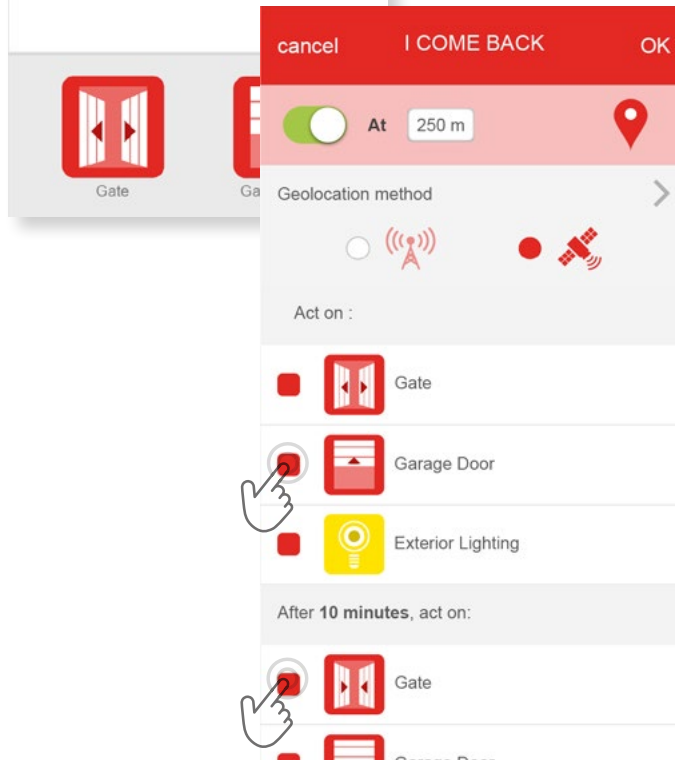 cancel I COME BACK OK
At 250 m
Gate Ga
Geolocation method
Act on :
Gate
Garage Door
Exterior Lighting
After 10 minutes, act on:
Gate